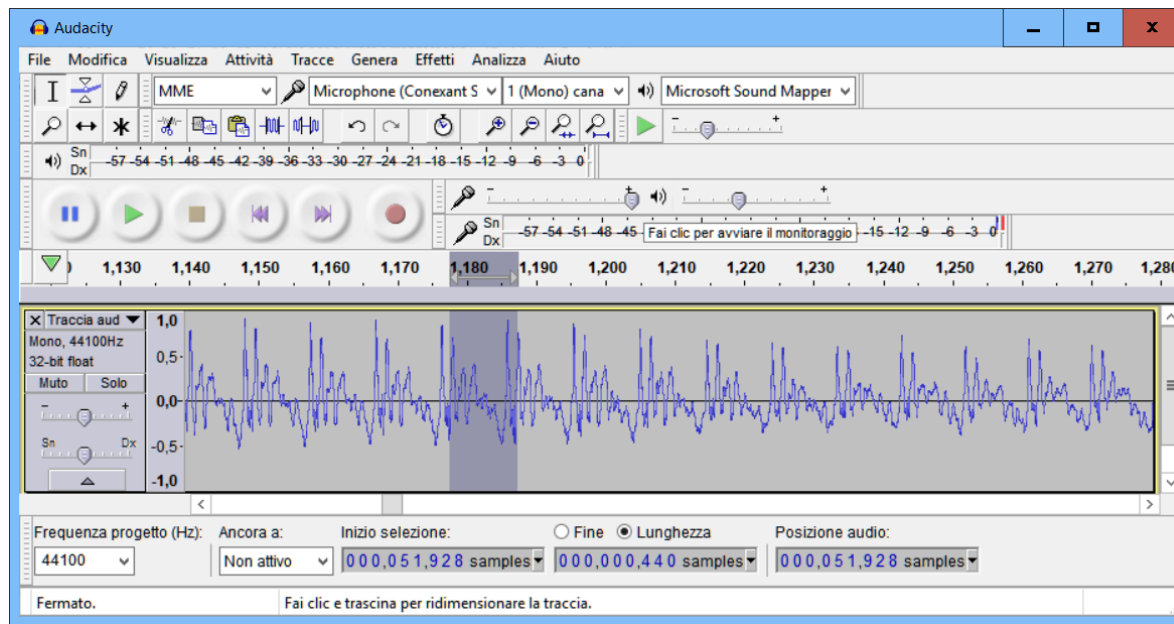 Audacity
File Modifica Visualizza Attività Tracce Genera Effetti Analizza Aiuto
MME Microphone (Conexant S 1 (Mono) cana Microsoft Sound Mapper
- +
Sn
Dx
-57 -54 -51 -48 -45 -42 -39 -36 -33 -30 -27 -24 -21 -18 -15 -12 -9 -6 -3 0
- + - +
Sn
Dx
-57 -54 -51 -48 -45 Fai clic per avviare il monitoraggio -15 -12 -9 -6 -3 0
1,130 1,140 1,150 1,160 1,170 1,180 1,190 1,200 1,210 1,220 1,230 1,240 1,250 1,260 1,270 1,280
X Traccia aud 1,0
Mono, 44100Hz
32-bit float 0,5
Muto Solo
- + 0,0
Sn Dx -0,5
-1,0
Frequenza progetto (Hz): Ancora a: Inizio selezione: Fine Lunghezza Posizione audio:
44100 Non attivo 000,051,928 samples 000,000,440 samples 000,051,928 samples
Fermato. Fai clic e trascina per ridimensionare la traccia.